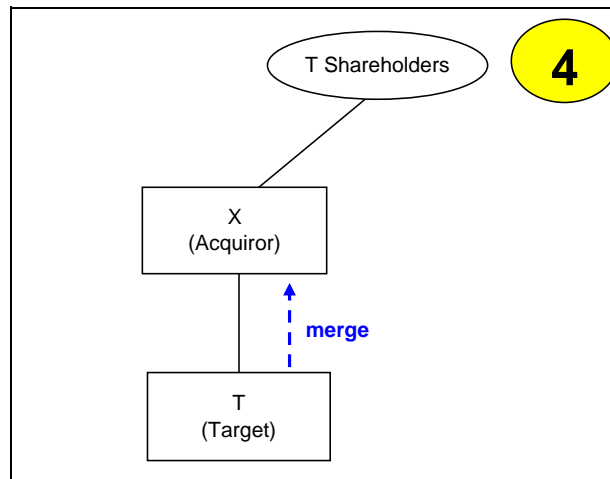 T Shareholders
4
X
(Acquiror)
merge
T
(Target)